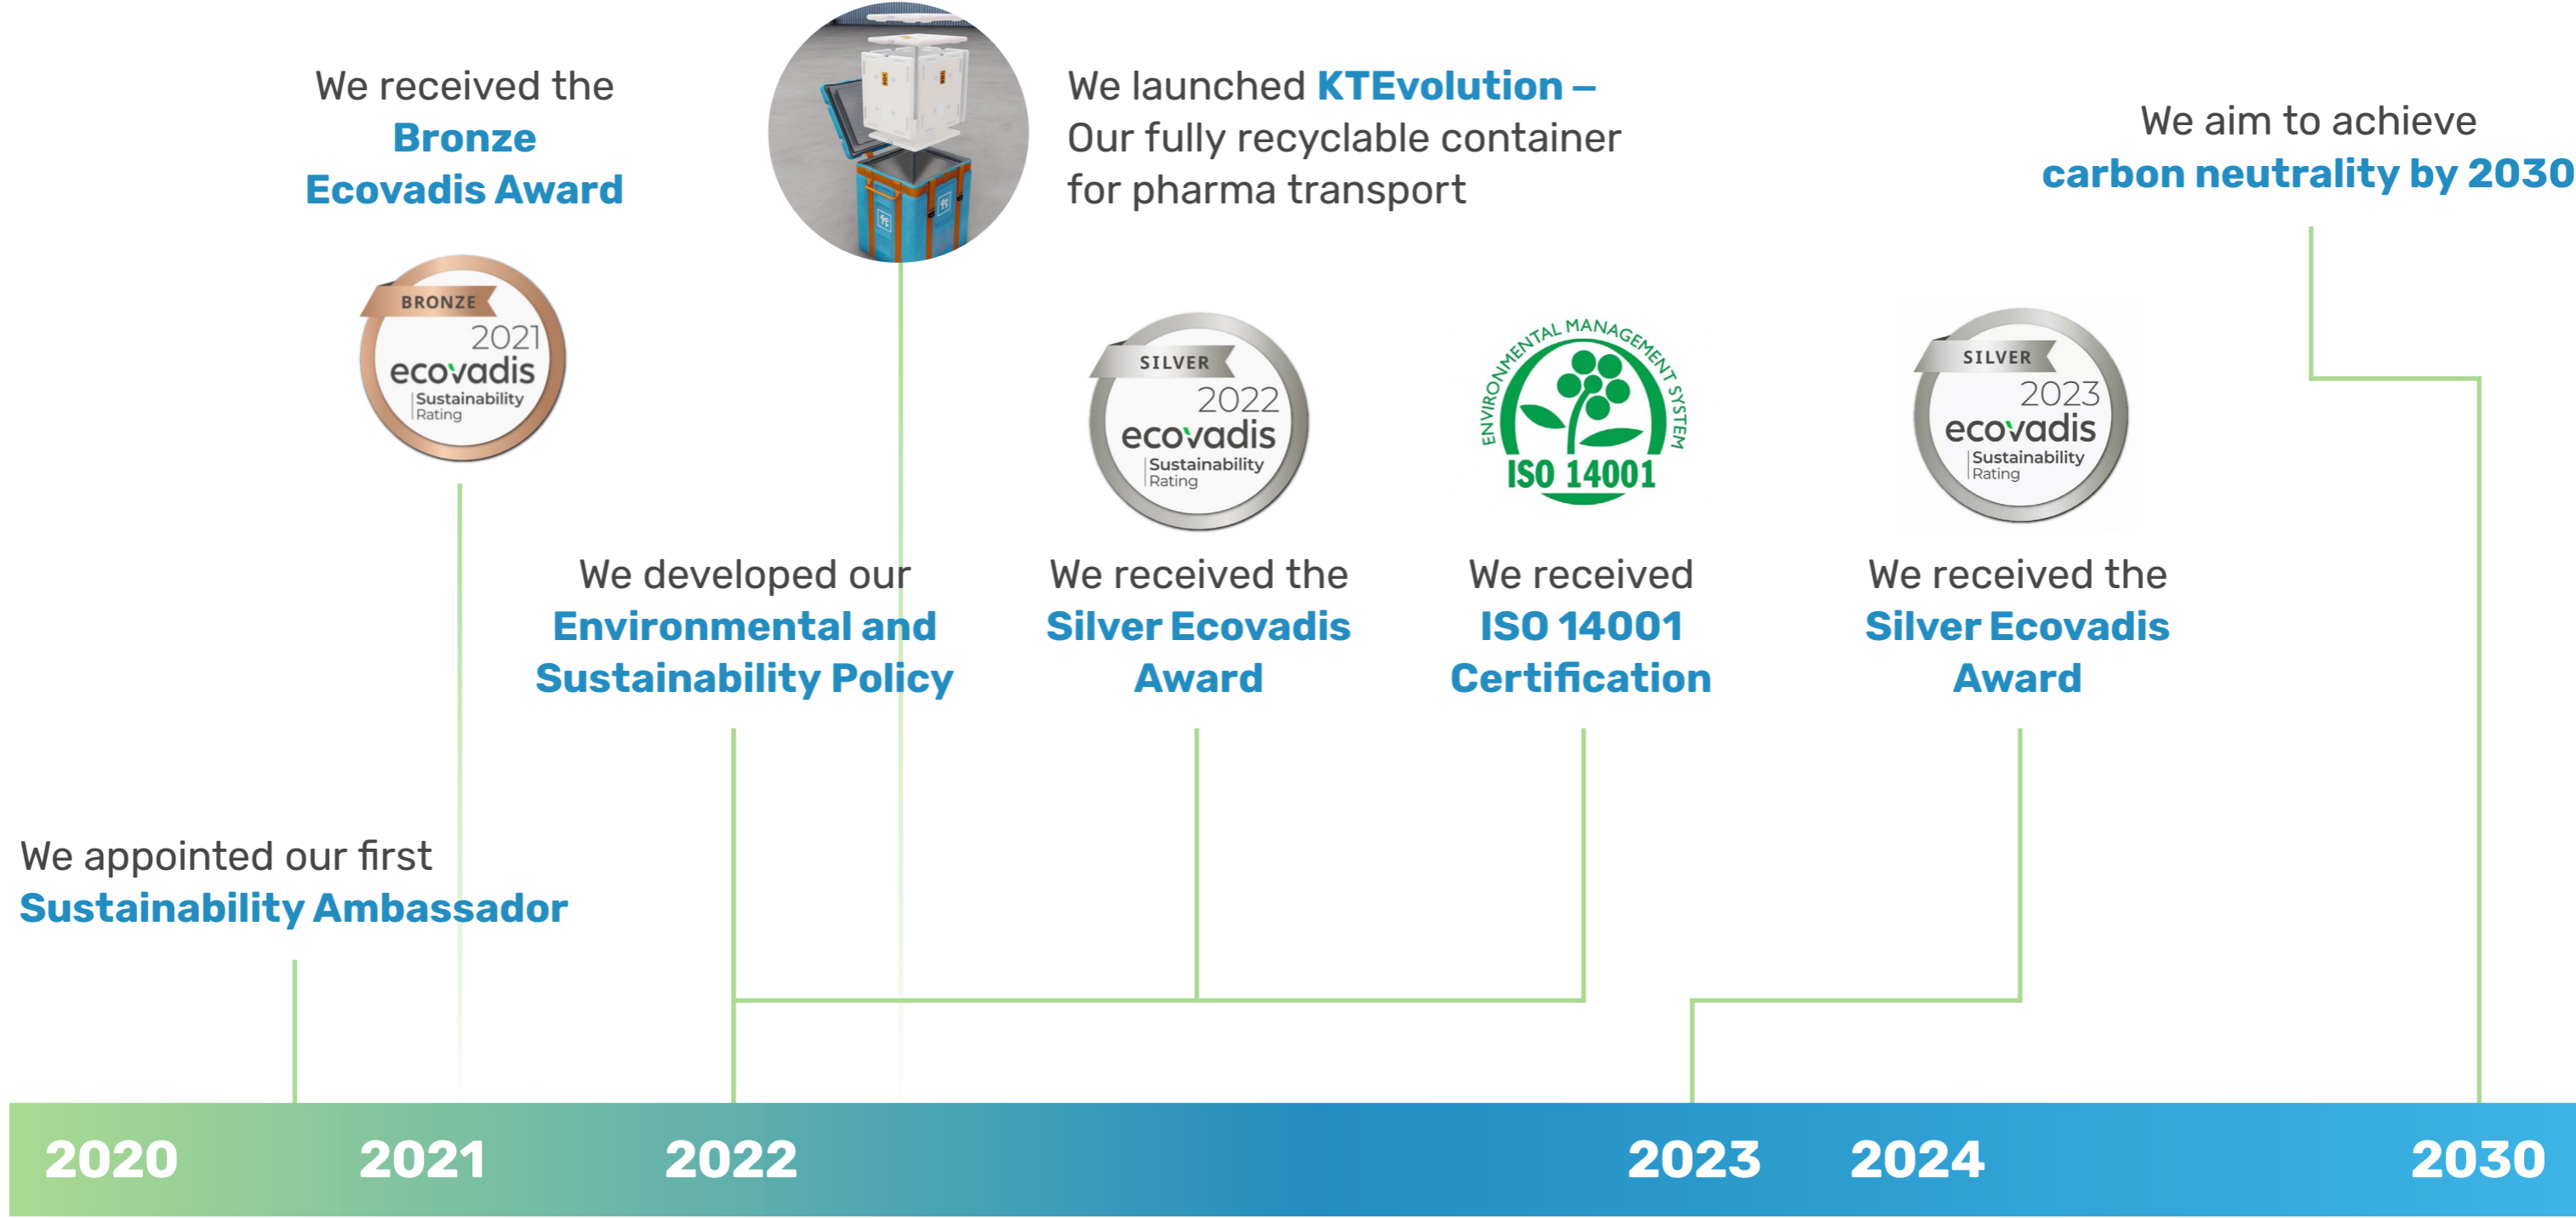 We received the
Bronze
Ecovadis Award
BRONZE
2021
ecovadis
Sustainability
Rating
We launched KTEvolution –
Our fully recyclable container
for pharma transport
We aim to achieve
carbon neutrality by 2030
SILVER
2022
ecovadis
Sustainability
Rating
ENVIRONMENTAL MANAGEMENT SYSTEM
ISO 14001
SILVER
2023
ecovadis
Sustainability
Rating
We developed our
Environmental and
Sustainability Policy
We received the
Silver Ecovadis
Award
We received
ISO 14001
Certification
We received the
Silver Ecovadis
Award
We appointed our first
Sustainability Ambassador
2020
2021
2022
2023
2024
2030